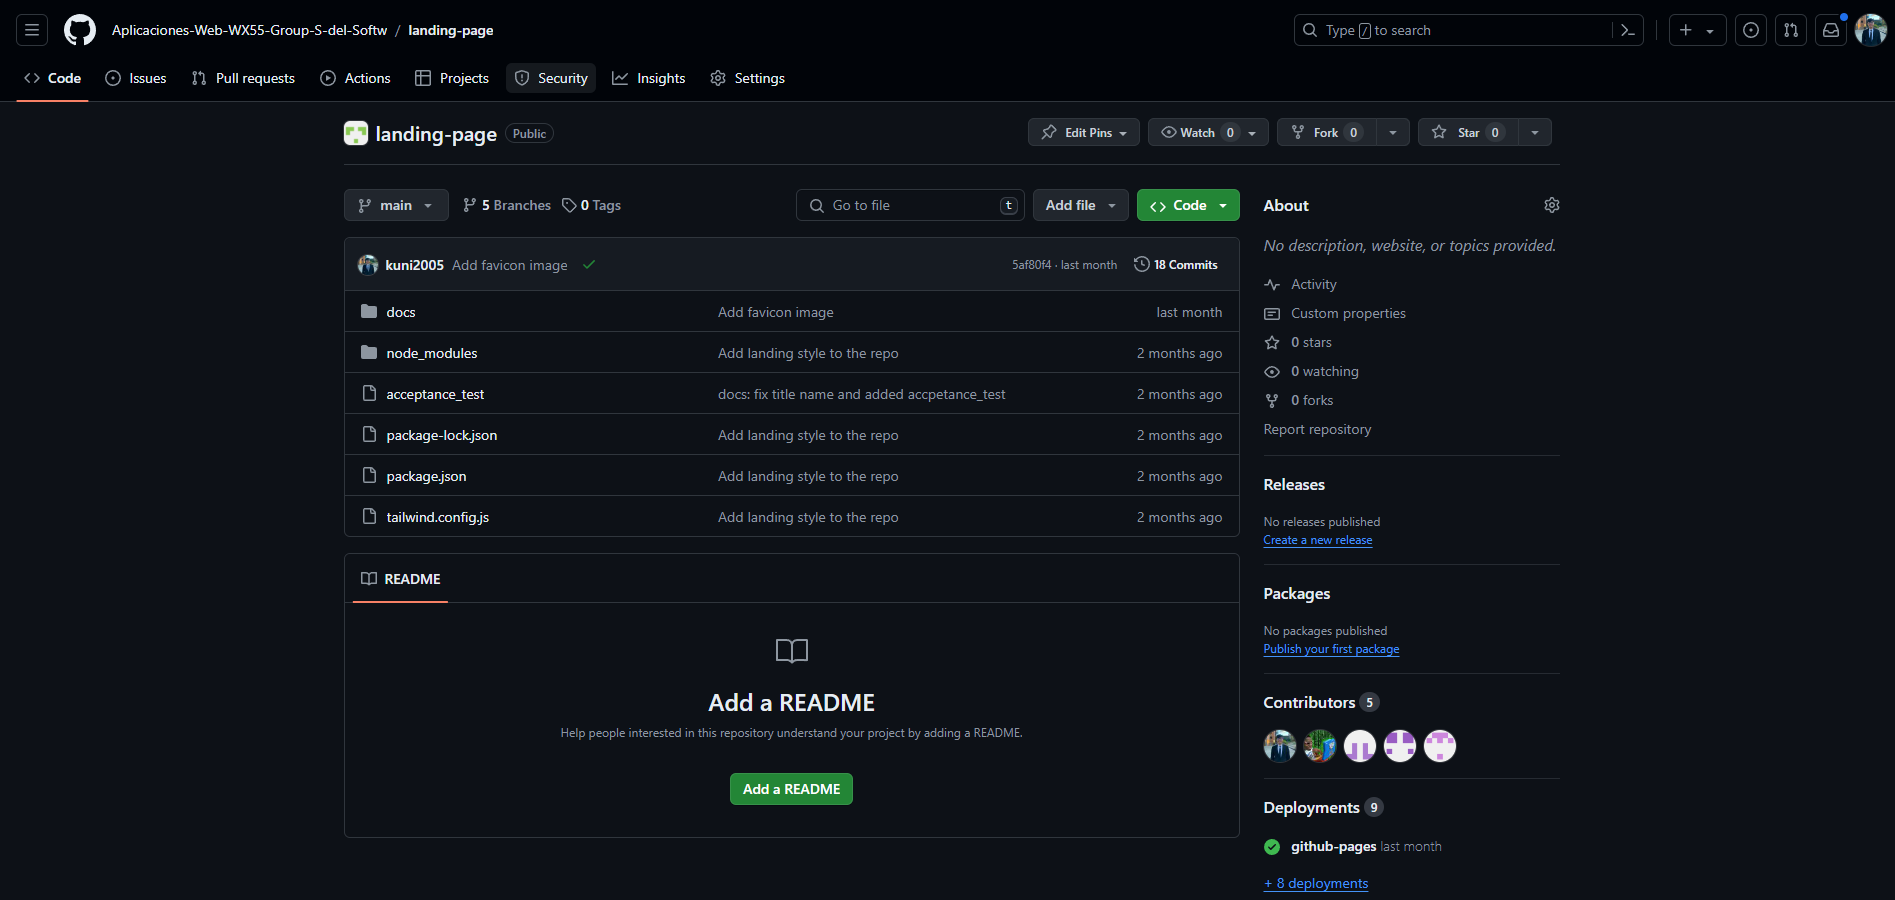 Aplicaciones-Web-WX55-Group-S-del-Softw / landing-page
Type / to search
Code
Issues
Pull requests
Actions
Projects
Security
Insights
Settings
landing-page Public
Edit Pins
Watch 0
Fork 0
Star 0
main
5 Branches
0 Tags
Go to file t
Add file
Code
kuni2005 Add favicon image 5af80f4 · last month 18 Commits
docs Add favicon image last month
node_modules Add landing style to the repo 2 months ago
acceptance_test docs: fix title name and added accpetance_test 2 months ago
package-lock.json Add landing style to the repo 2 months ago
package.json Add landing style to the repo 2 months ago
tailwind.config.js Add landing style to the repo 2 months ago
README
Add a README
Help people interested in this repository understand your project by adding a README.
Add a README
About
No description, website, or topics provided.
Activity
Custom properties
0 stars
0 watching
0 forks
Report repository
Releases
No releases published
Create a new release
Packages
No packages published
Publish your first package
Contributors 5
Deployments 9
github-pages last month
+ 8 deployments